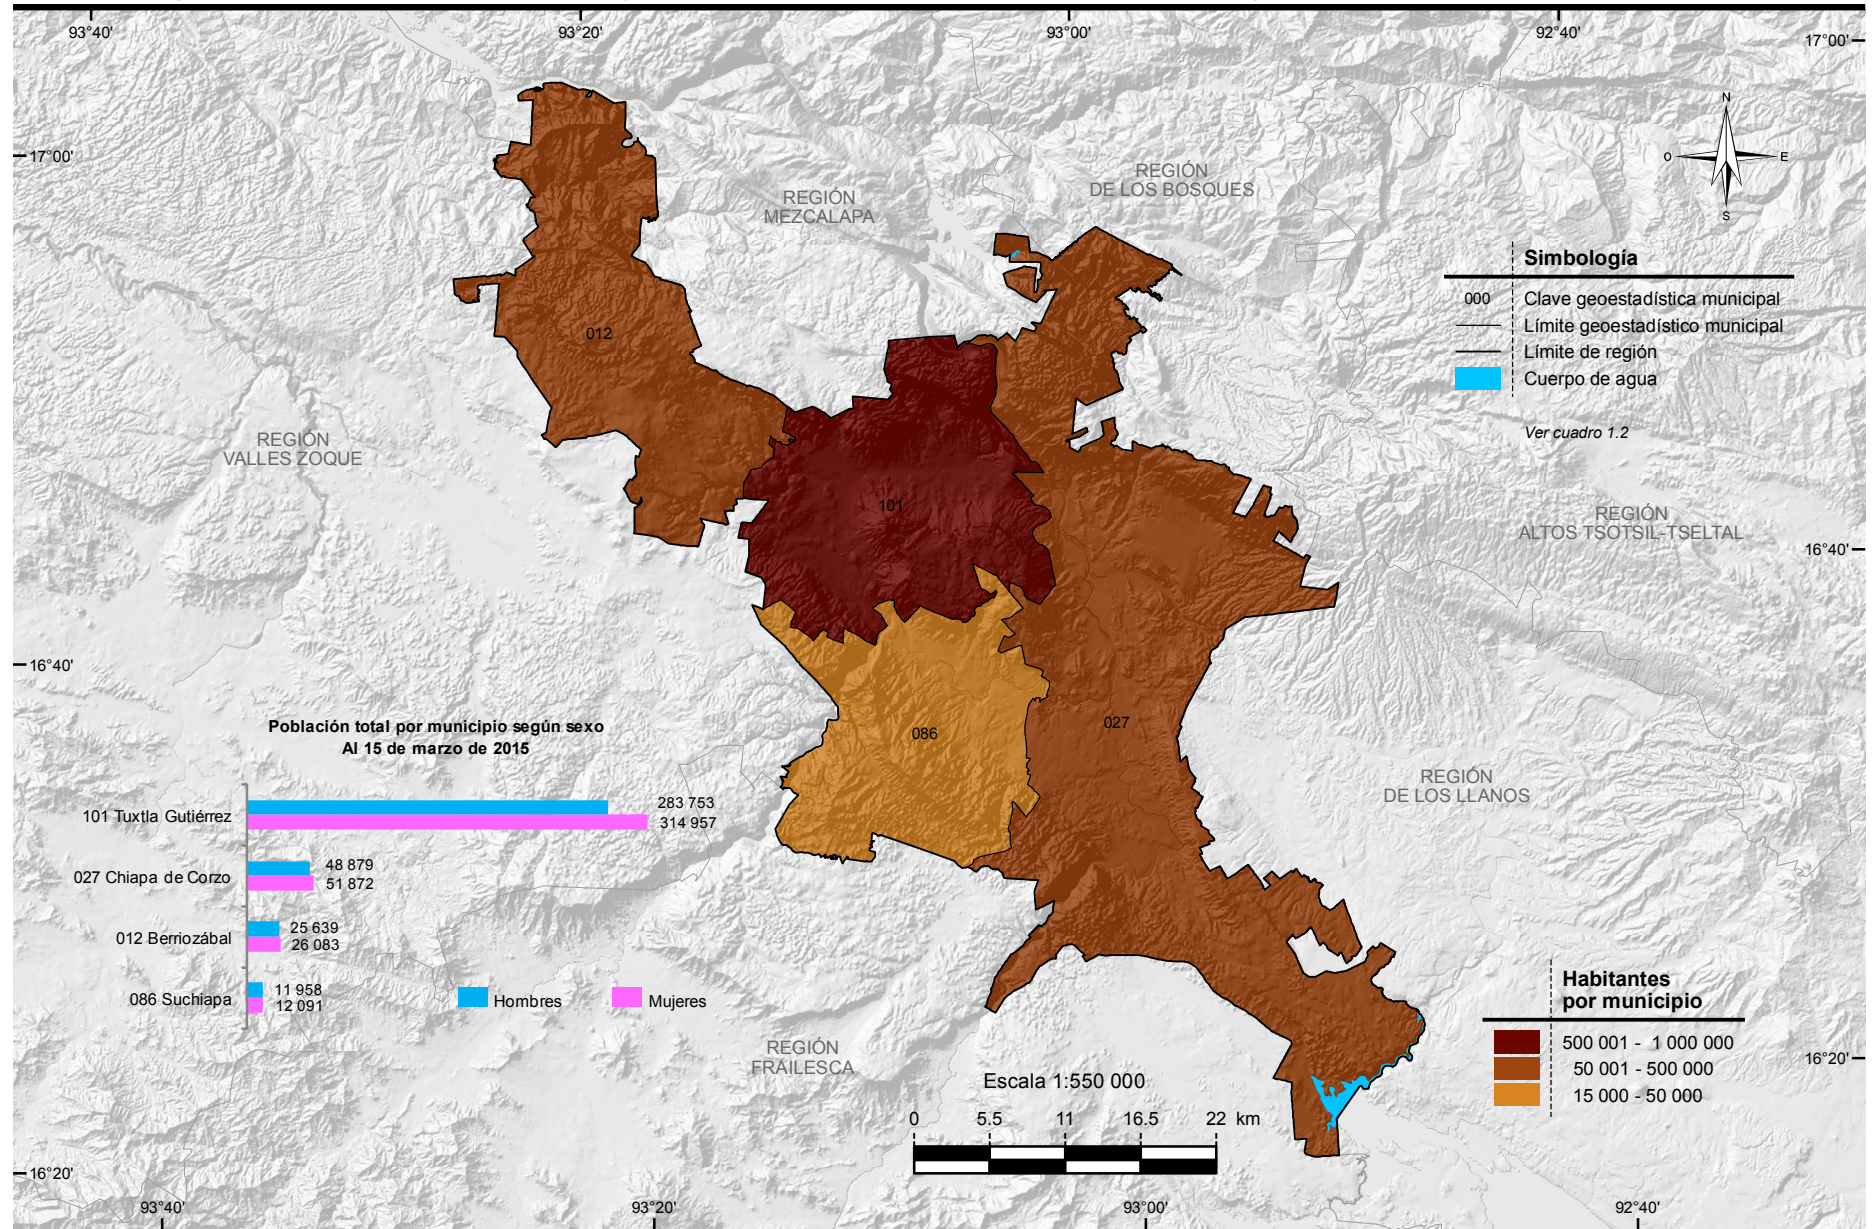 93°40'
93°20'
93°00'
92°40'
17°00'
N
O
E
S
17°00'
REGIÓN
DE LOS BOSQUES
REGIÓN
MEZCALAPA
Simbología
000 Clave geoestadística municipal
Límite geoestadístico municipal
Límite de región
Cuerpo de agua
Ver cuadro 1.2
012
REGIÓN
VALLES ZOQUE
101
REGIÓN
ALTOS TSOTSIL-TSELTAL
16°40'
16°40'
027
086
Población total por municipio según sexo
Al 15 de marzo de 2015
101 Tuxtla Gutiérrez
283 753
314 957
027 Chiapa de Corzo
48 879
51 872
012 Berriozábal
25 639
26 083
086 Suchiapa
11 958
12 091
Hombres
Mujeres
REGIÓN
DE LOS LLANOS
REGIÓN
FRAILESCA
Habitantes
por municipio
500 001 - 1 000 000
50 001 - 500 000
15 000 - 50 000
16°20'
Escala 1:550 000
0 5.5 11 16.5 22 km
16°20'
93°40'
93°20'
93°00'
92°40'